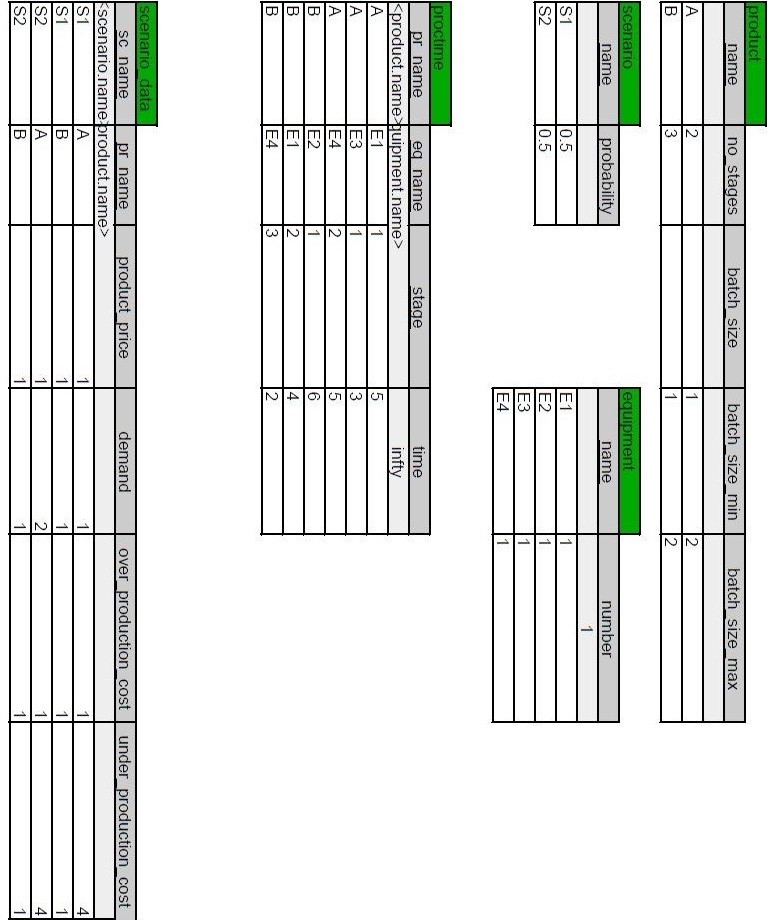 product
name no_stages batch_size batch_size_min batch_size_max
A 2 1 2
B 3 1 2
scenario equipment
name probability name number
1
S1 0.5 E1 1
S2 0.5 E2 1
E3 1
E4 1
proctime
pr_name eq_name stage time
<product.name>quipment.name> infty
A E1 1 5
A E3 1 3
A E4 2 5
B E2 1 6
B E1 2 4
B E4 3 2
scenario_data
sc_name pr_name product_price demand over_production_cost under_production_cost
<scenario.name>product.name>
S1 A 1 1 1 4
S1 B 1 1 1 1
S2 A 1 2 1 4
S2 B 1 1 1 1